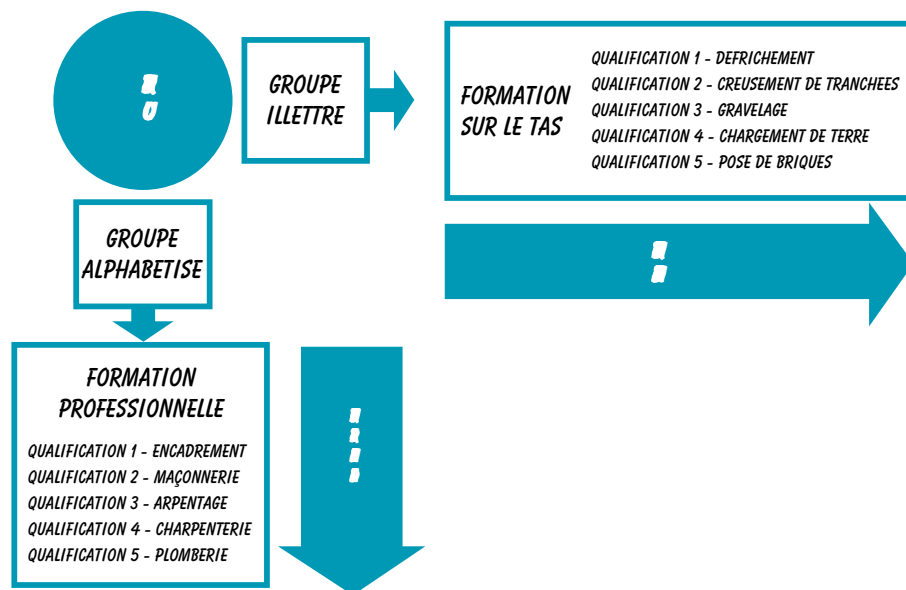 GROUPE
ILLETTRE
FORMATION
SUR LE TAS
QUALIFICATION 1 - DEFRICHEMENT
QUALIFICATION 2 - CREUSEMENT DE TRANCHEES
QUALIFICATION 3 - GRAVELAGE
QUALIFICATION 4 - CHARGEMENT DE TERRE
QUALIFICATION 5 - POSE DE BRIQUES
GROUPE
ALPHABETISE
FORMATION
PROFESSIONNELLE
QUALIFICATION 1 - ENCADREMENT
QUALIFICATION 2 - MAÇONNERIE
QUALIFICATION 3 - ARPENTAGE
QUALIFICATION 4 - CHARPENTERIE
QUALIFICATION 5 - PLOMBERIE